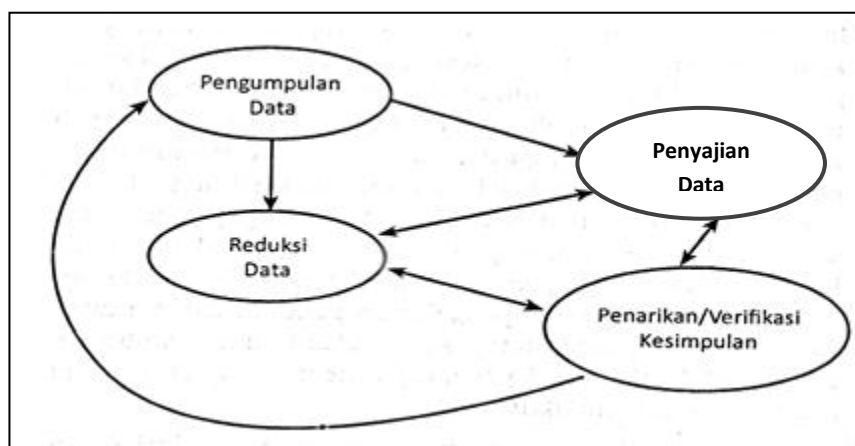 Pengumpulan
Data
Penyajian
Data
Reduksi
Data
Penarikan/Verifikasi
Kesimpulan